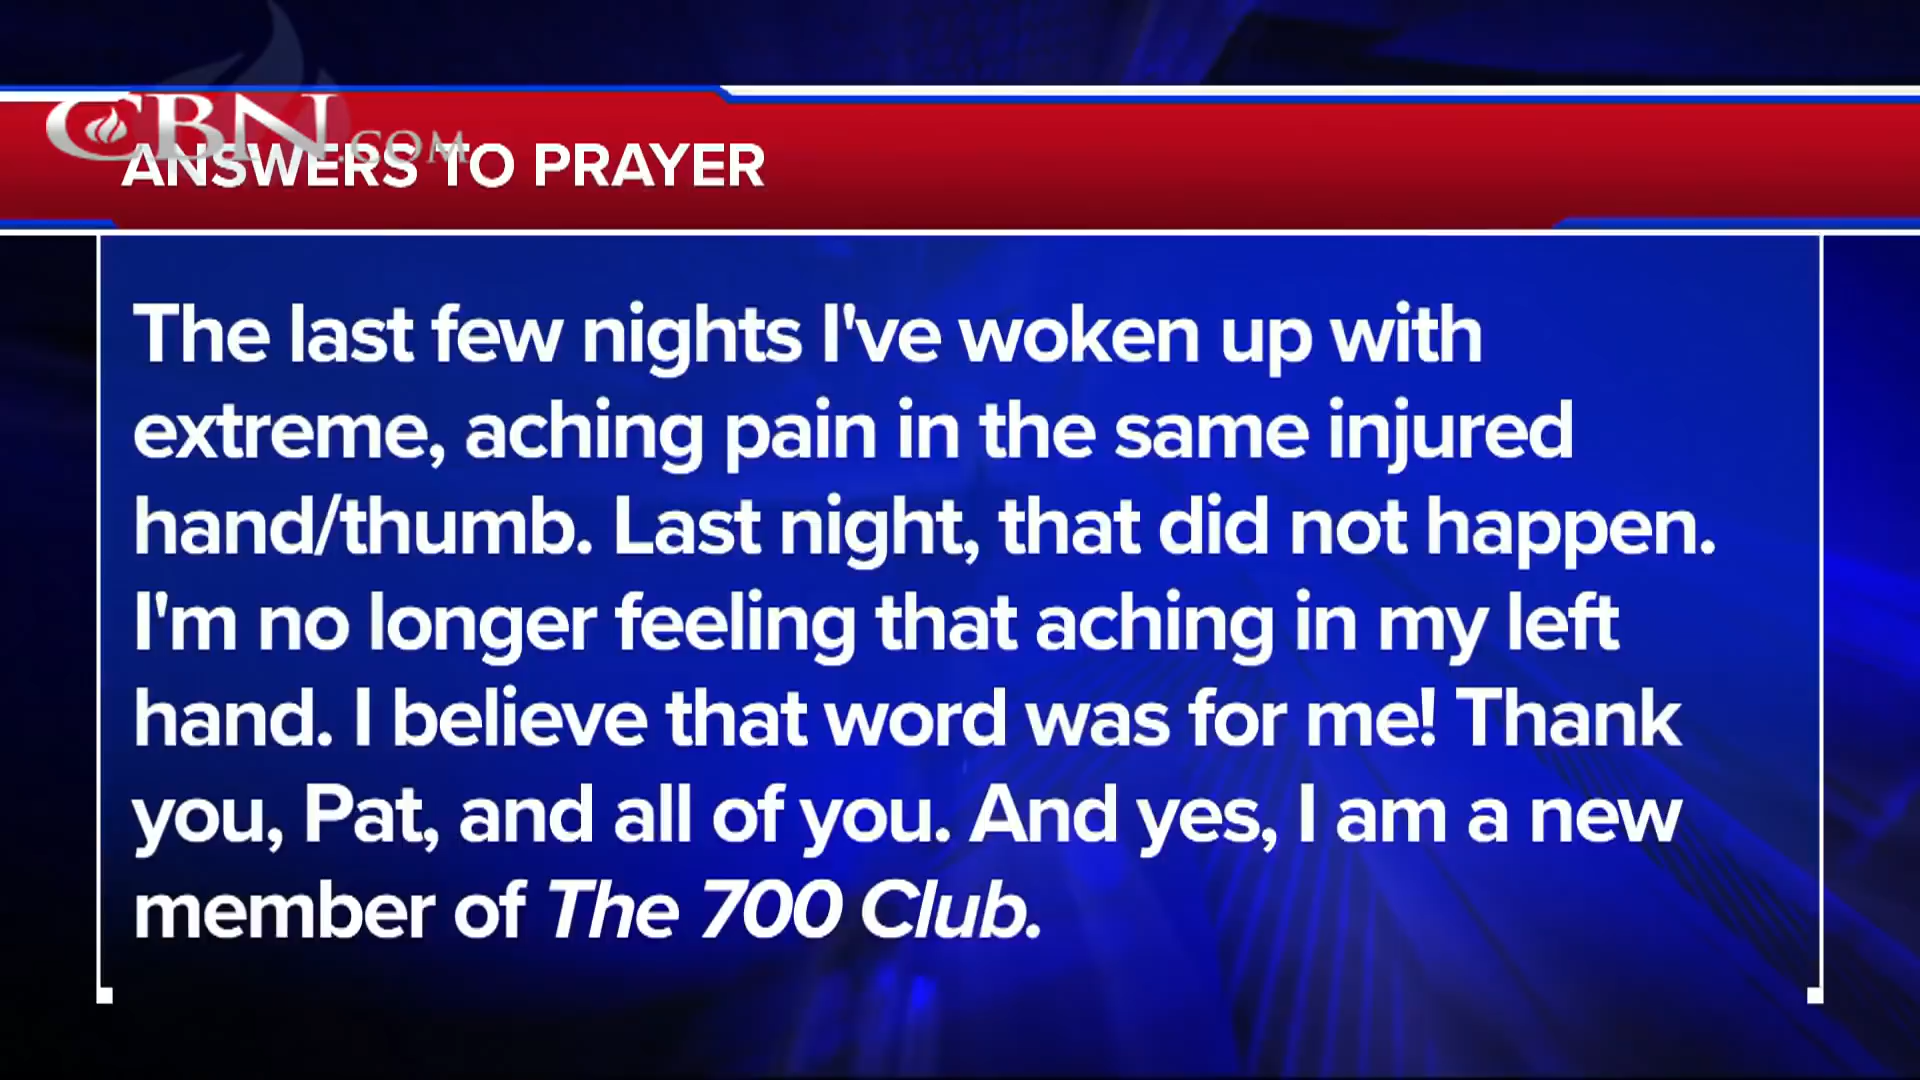 CBN.COM
ANSWERS TO PRAYER
The last few nights I've woken up with
extreme, aching pain in the same injured
hand/thumb. Last night, that did not happen.
I'm no longer feeling that aching in my left
hand. I believe that word was for me! Thank
you, Pat, and all of you. And yes, I am a new
member of The 700 Club.